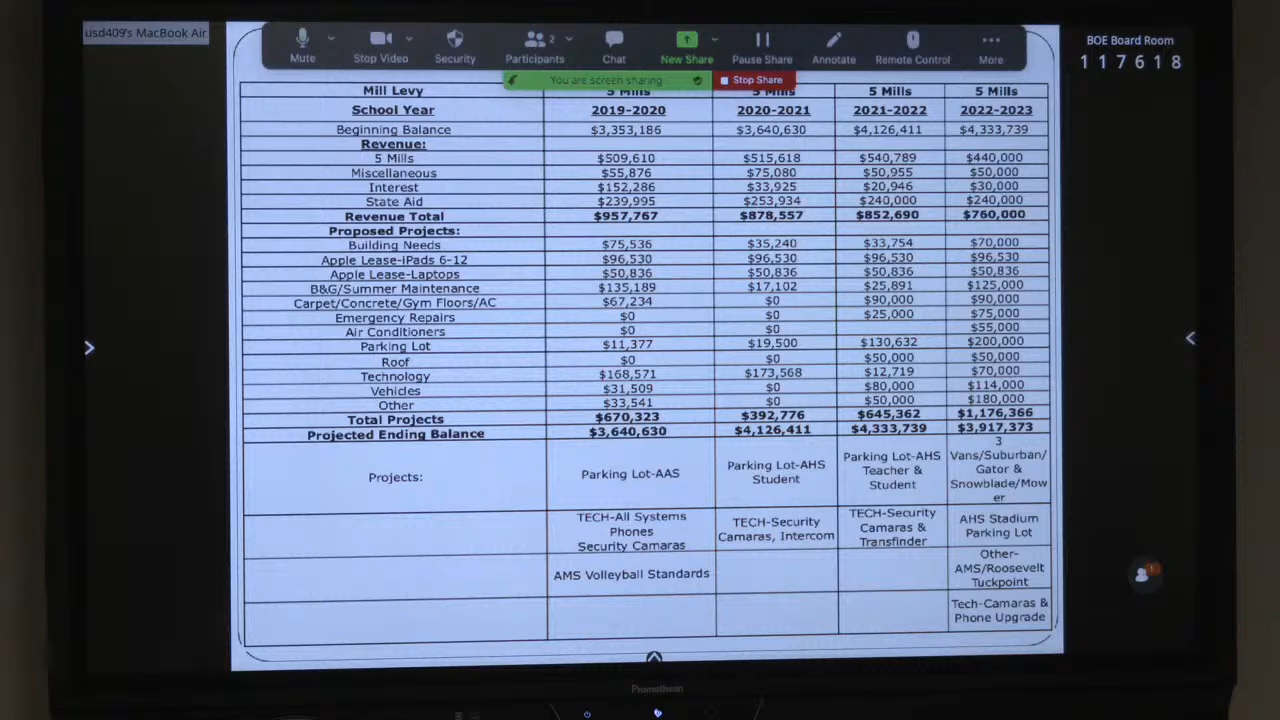 usd409's MacBook Air
Mute Stop Video Security Participants 2 Chat New Share Pause Share Annotate Remote Control More
You are screen sharing Stop Share
BOE Board Room
117618
Mill Levy 5 Mills 5 Mills 5 Mills 5 Mills
School Year 2019-2020 2020-2021 2021-2022 2022-2023
Beginning Balance $3,353,186 $3,640,630 $4,126,411 $4,333,739
Revenue:
5 Mills $509,610 $515,618 $540,789 $440,000
Miscellaneous $55,876 $75,080 $50,955 $50,000
Interest $152,286 $33,925 $20,946 $30,000
State Aid $239,995 $253,934 $240,000 $240,000
Revenue Total $957,767 $878,557 $852,690 $760,000
Proposed Projects:
Building Needs $75,536 $35,240 $33,754 $70,000
Apple Lease-iPads 6-12 $96,530 $96,530 $96,530 $96,530
Apple Lease-Laptops $50,836 $50,836 $50,836 $50,836
B&G/Summer Maintenance $135,189 $17,102 $25,891 $125,000
Carpet/Concrete/Gym Floors/AC $67,234 $0 $90,000 $90,000
Emergency Repairs $0 $0 $25,000 $75,000
Air Conditioners $0 $0 $55,000
Parking Lot $11,377 $19,500 $130,632 $200,000
Roof $0 $0 $50,000 $50,000
Technology $168,571 $173,568 $12,719 $70,000
Vehicles $31,509 $0 $80,000 $114,000
Other $33,541 $0 $50,000 $180,000
Total Projects $670,323 $392,776 $645,362 $1,176,366
Projected Ending Balance $3,640,630 $4,126,411 $4,333,739 $3,917,373
Projects:
Parking Lot-AAS
Parking Lot-AHS
Student
Parking Lot-AHS
Teacher &
Student
3
Vans/Suburban/
Gator &
Snowblade/Mow
er
TECH-All Systems
Phones
Security Camaras
TECH-Security
Camaras, Intercom
TECH-Security
Camaras &
Transfinder
AHS Stadium
Parking Lot
AMS Volleyball Standards
Other-
AMS/Roosevelt
Tuckpoint
Tech-Camaras &
Phone Upgrade
Promethean